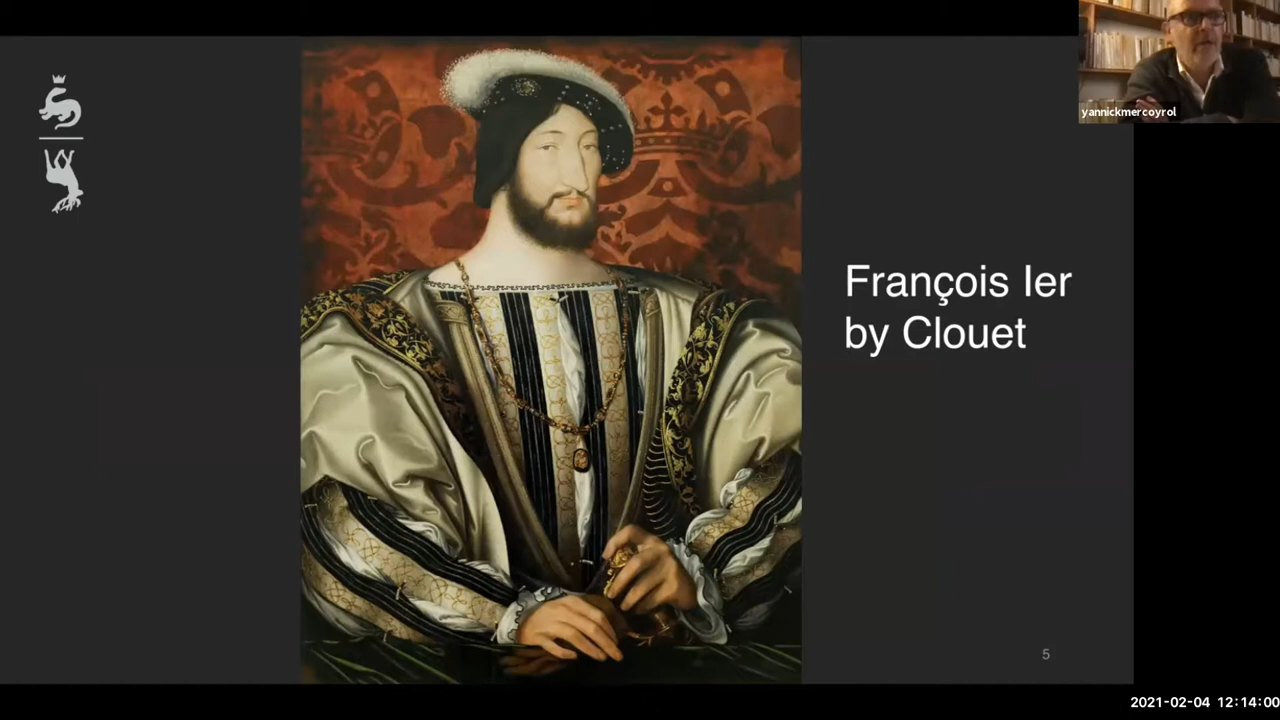 yannickmercoyrol
François Ier
by Clouet
5
2021-02-04 12:14:00